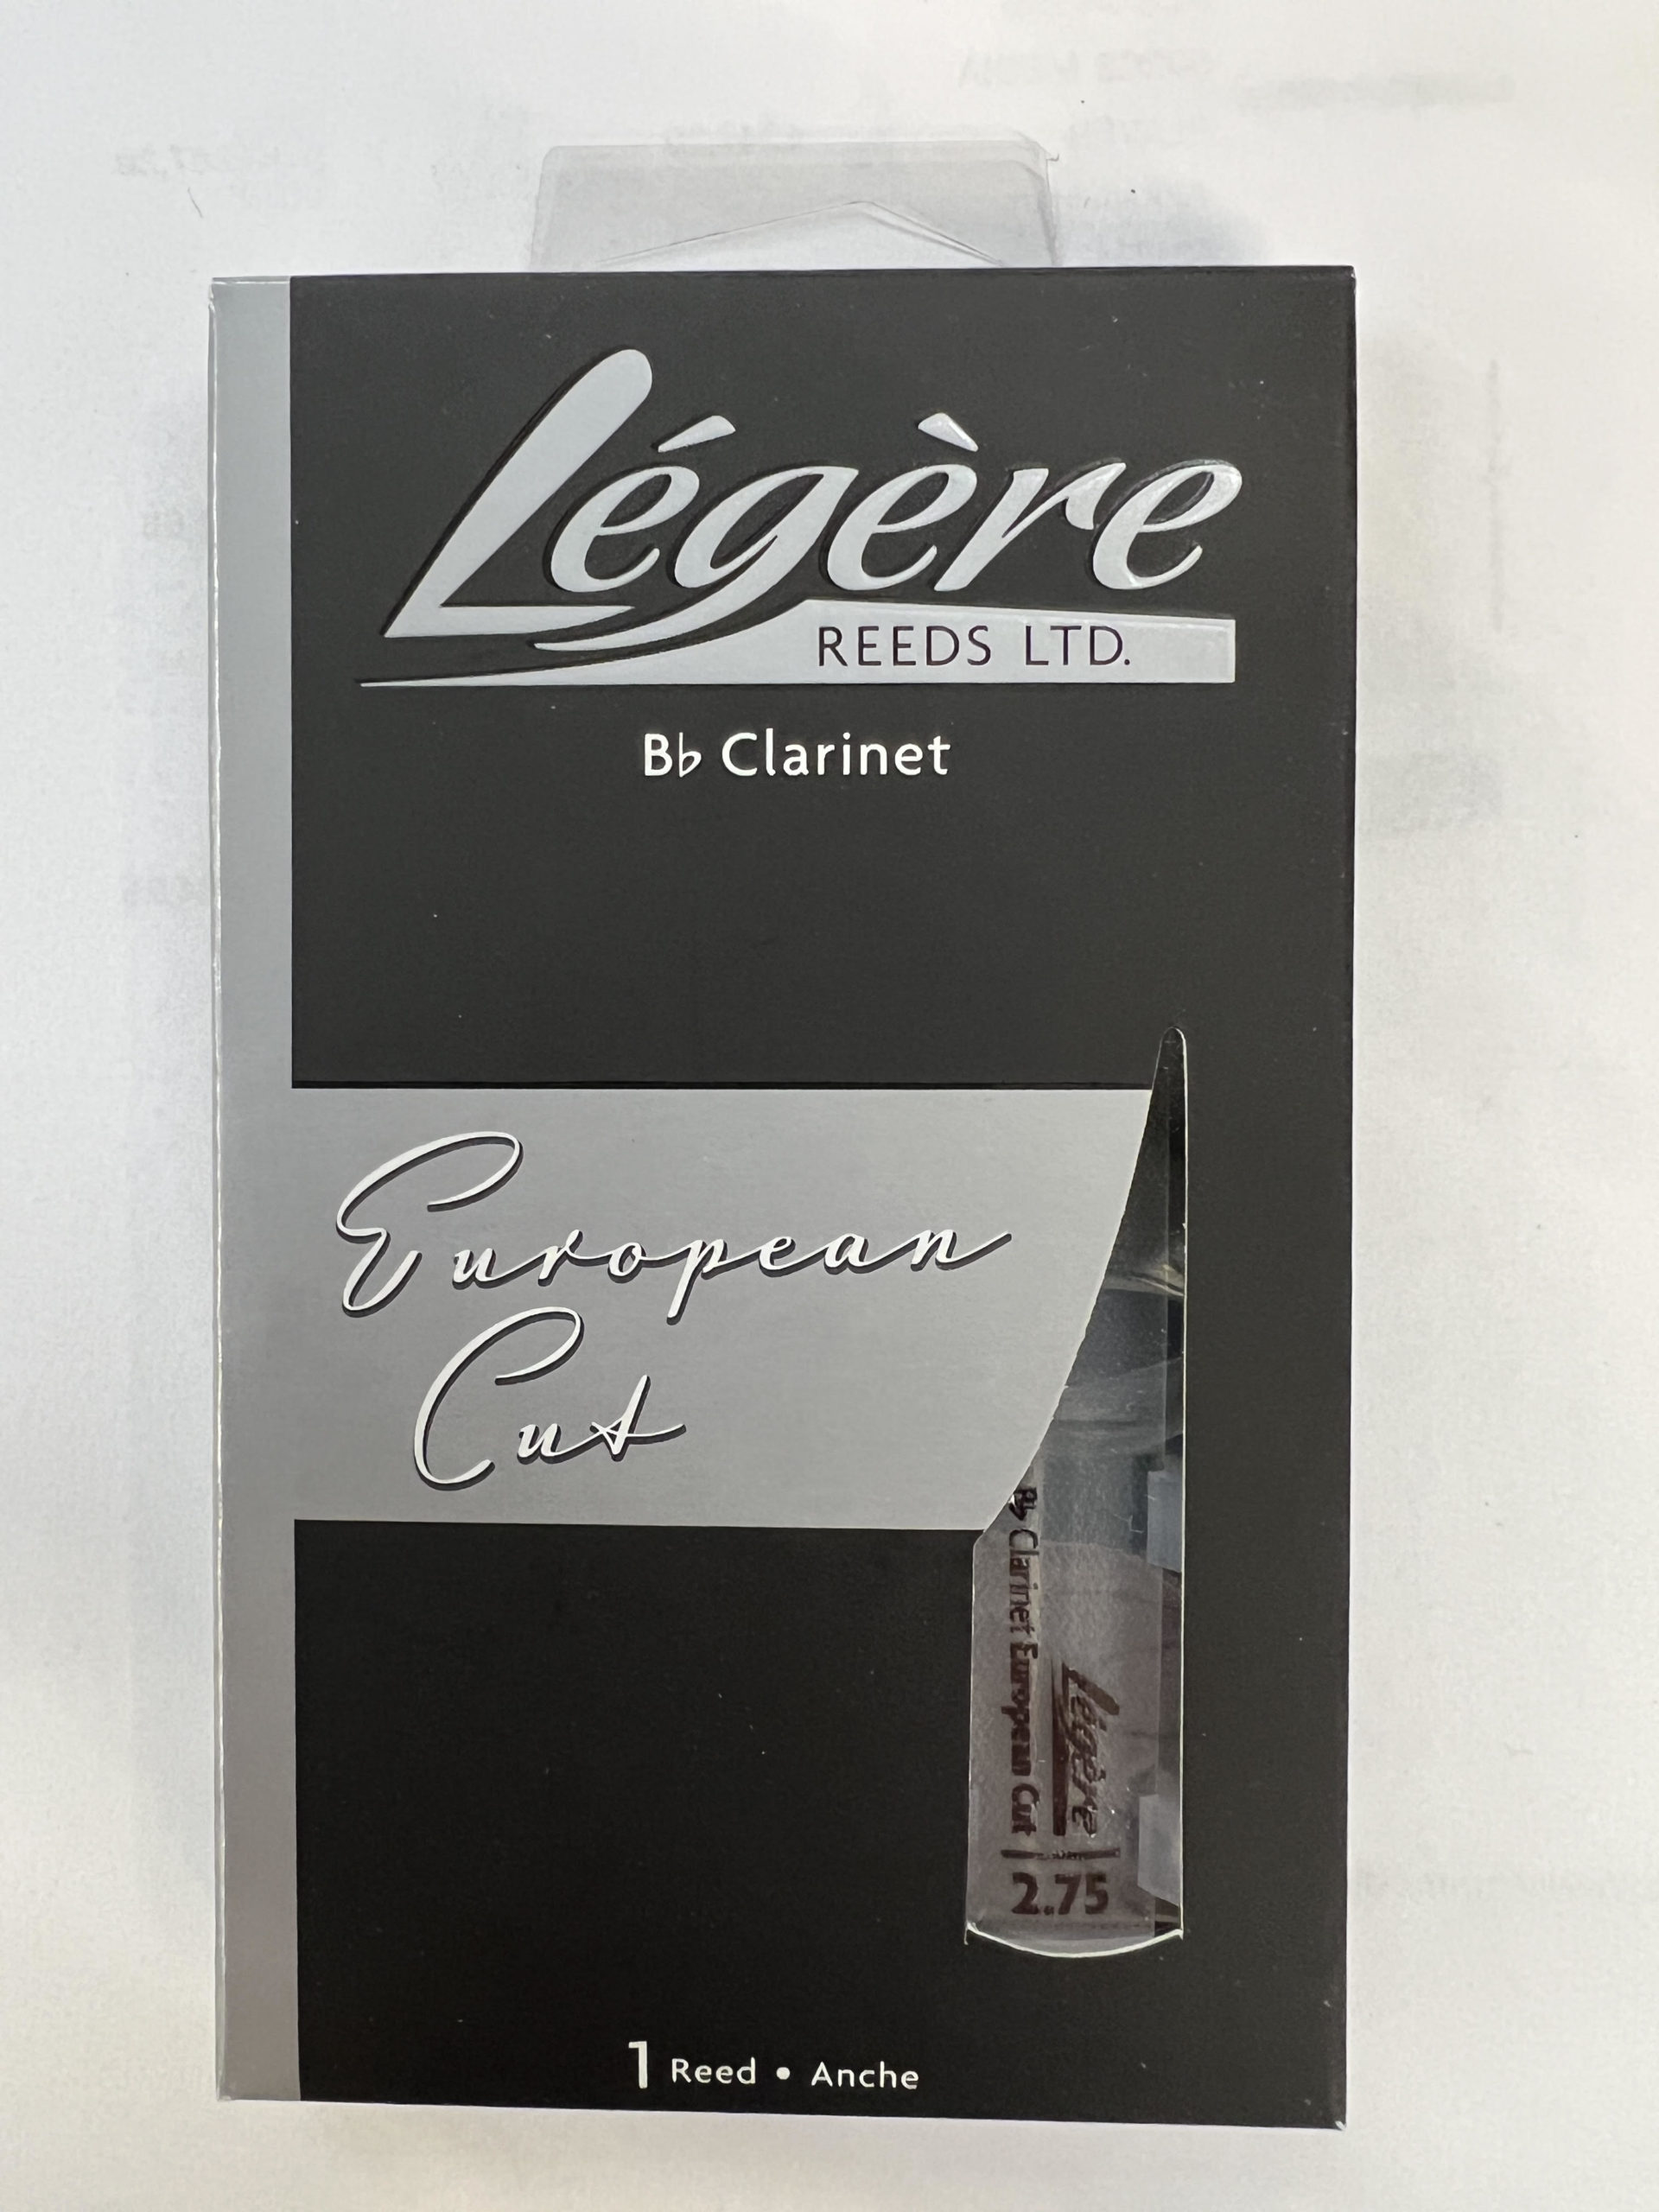 Légère
REEDS LTD.
B♭ Clarinet
European
Cut
B♭ Clarinet European Cut
Légère
2.75
1 Reed • Anche